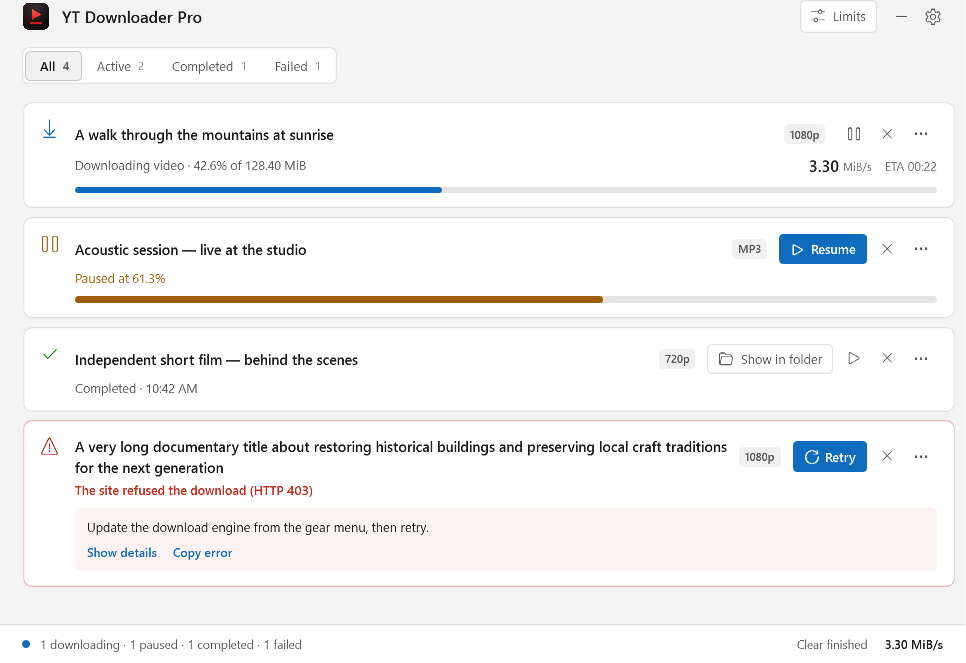 YT Downloader Pro
Limits
All 4 Active 2 Completed 1 Failed 1
A walk through the mountains at sunrise
1080p
Downloading video · 42.6% of 128.40 MiB
3.30 MiB/s ETA 00:22
Acoustic session — live at the studio
MP3
Resume
Paused at 61.3%
Independent short film — behind the scenes
720p
Show in folder
Completed · 10:42 AM
A very long documentary title about restoring historical buildings and preserving local craft traditions
for the next generation
1080p
Retry
The site refused the download (HTTP 403)
Update the download engine from the gear menu, then retry.
Show details Copy error
1 downloading · 1 paused · 1 completed · 1 failed
Clear finished 3.30 MiB/s